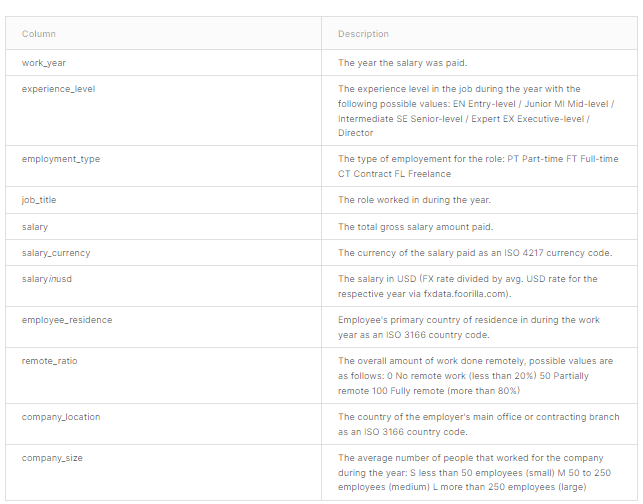 Column Description
work_year The year the salary was paid.
experience_level The experience level in the job during the year with the
following possible values: EN Entry-level / Junior MI Mid-level /
Intermediate SE Senior-level / Expert EX Executive-level /
Director
employment_type The type of employement for the role: PT Part-time FT Full-time
CT Contract FL Freelance
job_title The role worked in during the year.
salary The total gross salary amount paid.
salary_currency The currency of the salary paid as an ISO 4217 currency code.
salaryinusd The salary in USD (FX rate divided by avg. USD rate for the
respective year via fxdata.foorilla.com).
employee_residence Employee's primary country of residence in during the work
year as an ISO 3166 country code.
remote_ratio The overall amount of work done remotely, possible values are
as follows: 0 No remote work (less than 20%) 50 Partially
remote 100 Fully remote (more than 80%)
company_location The country of the employer's main office or contracting branch
as an ISO 3166 country code.
company_size The average number of people that worked for the company
during the year: S less than 50 employees (small) M 50 to 250
employees (medium) L more than 250 employees (large)